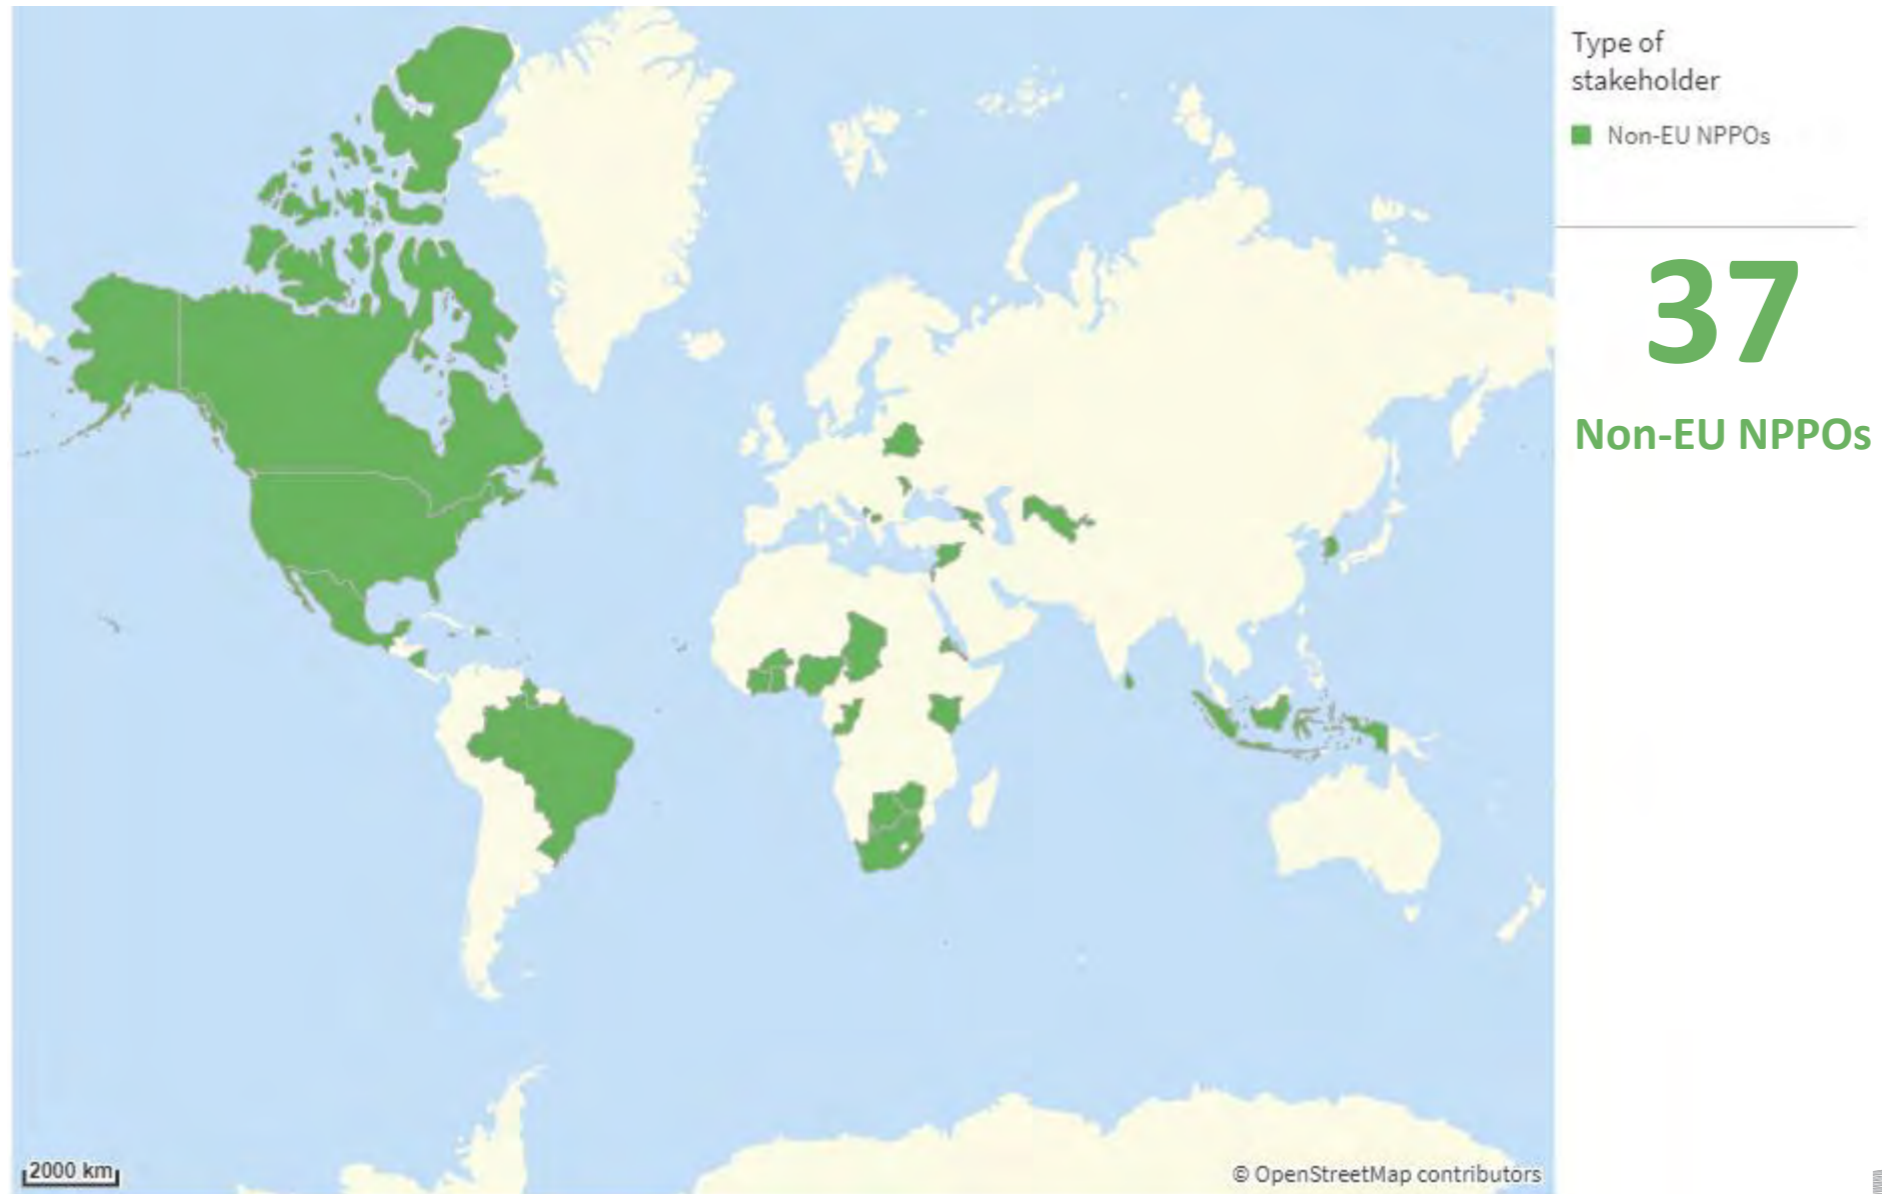 Type of
stakeholder
Non-EU NPPOs
37
Non-EU NPPOs
2000 km
© OpenStreetMap contributors